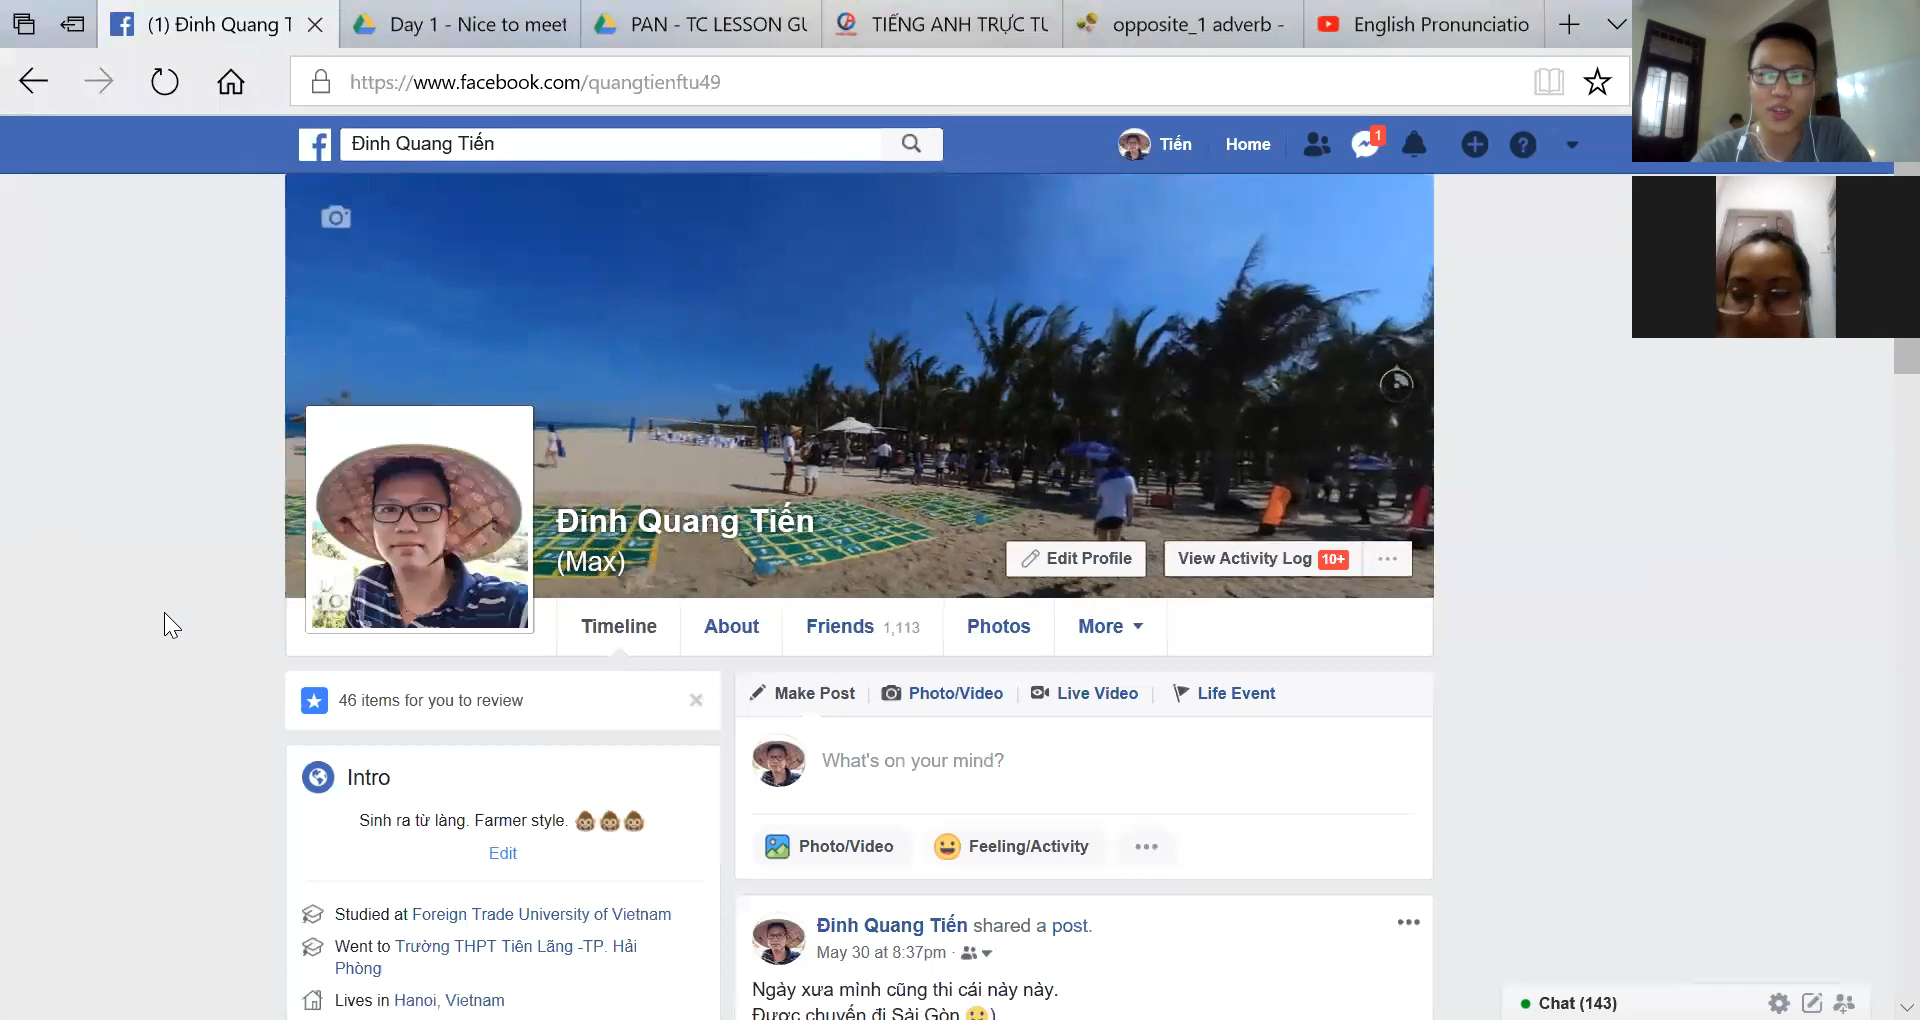 (1) Đinh Quang T
Day 1 - Nice to meet
PAN - TC LESSON GU
TIẾNG ANH TRỰC TU
opposite_1 adverb -
English Pronunciatio
https://www.facebook.com/quangtienftu49
Đinh Quang Tiến
Tiến
Home
1
Đinh Quang Tiến
(Max)
Edit Profile
View Activity Log 10+
Timeline
About
Friends 1,113
Photos
More
46 items for you to review
Make Post
Photo/Video
Live Video
Life Event
What's on your mind?
Photo/Video
Feeling/Activity
Intro
Sinh ra từ làng. Farmer style.
Edit
Studied at Foreign Trade University of Vietnam
Went to Trường THPT Tiên Lãng -TP. Hải
Phòng
Lives in Hanoi, Vietnam
Đinh Quang Tiến shared a post.
May 30 at 8:37pm ·
Ngày xưa mình cũng thi cái này này.
Được chuyến đi Sài Gòn :)
Chat (143)